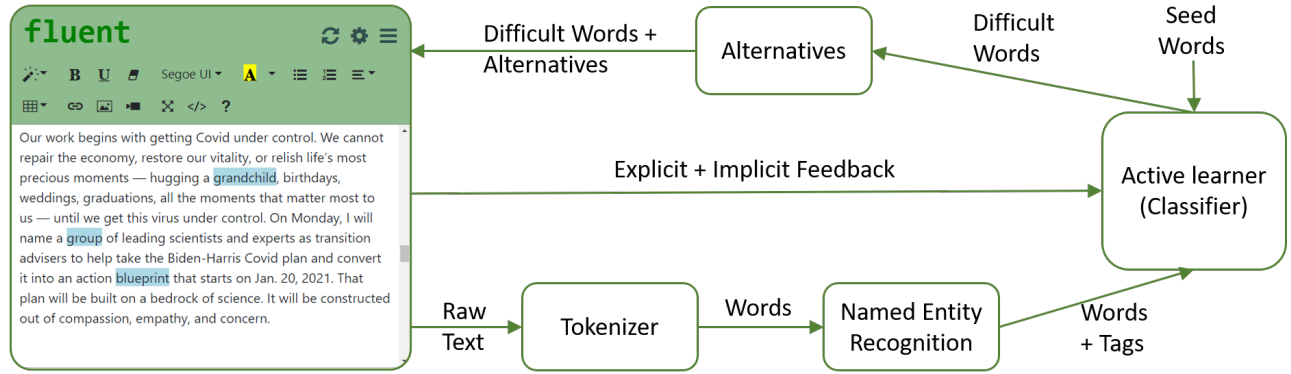 fluent
B U Segoe UI A
</> ?
Our work begins with getting Covid under control. We cannot
repair the economy, restore our vitality, or relish life's most
precious moments — hugging a grandchild, birthdays,
weddings, graduations, all the moments that matter most to
us — until we get this virus under control. On Monday, I will
name a group of leading scientists and experts as transition
advisers to help take the Biden-Harris Covid plan and convert
it into an action blueprint that starts on Jan. 20, 2021. That
plan will be built on a bedrock of science. It will be constructed
out of compassion, empathy, and concern.
Difficult Words +
Alternatives
Alternatives
Difficult
Words
Seed
Words
Explicit + Implicit Feedback
Active learner
(Classifier)
Raw
Text
Tokenizer
Words
Named Entity
Recognition
Words
+ Tags